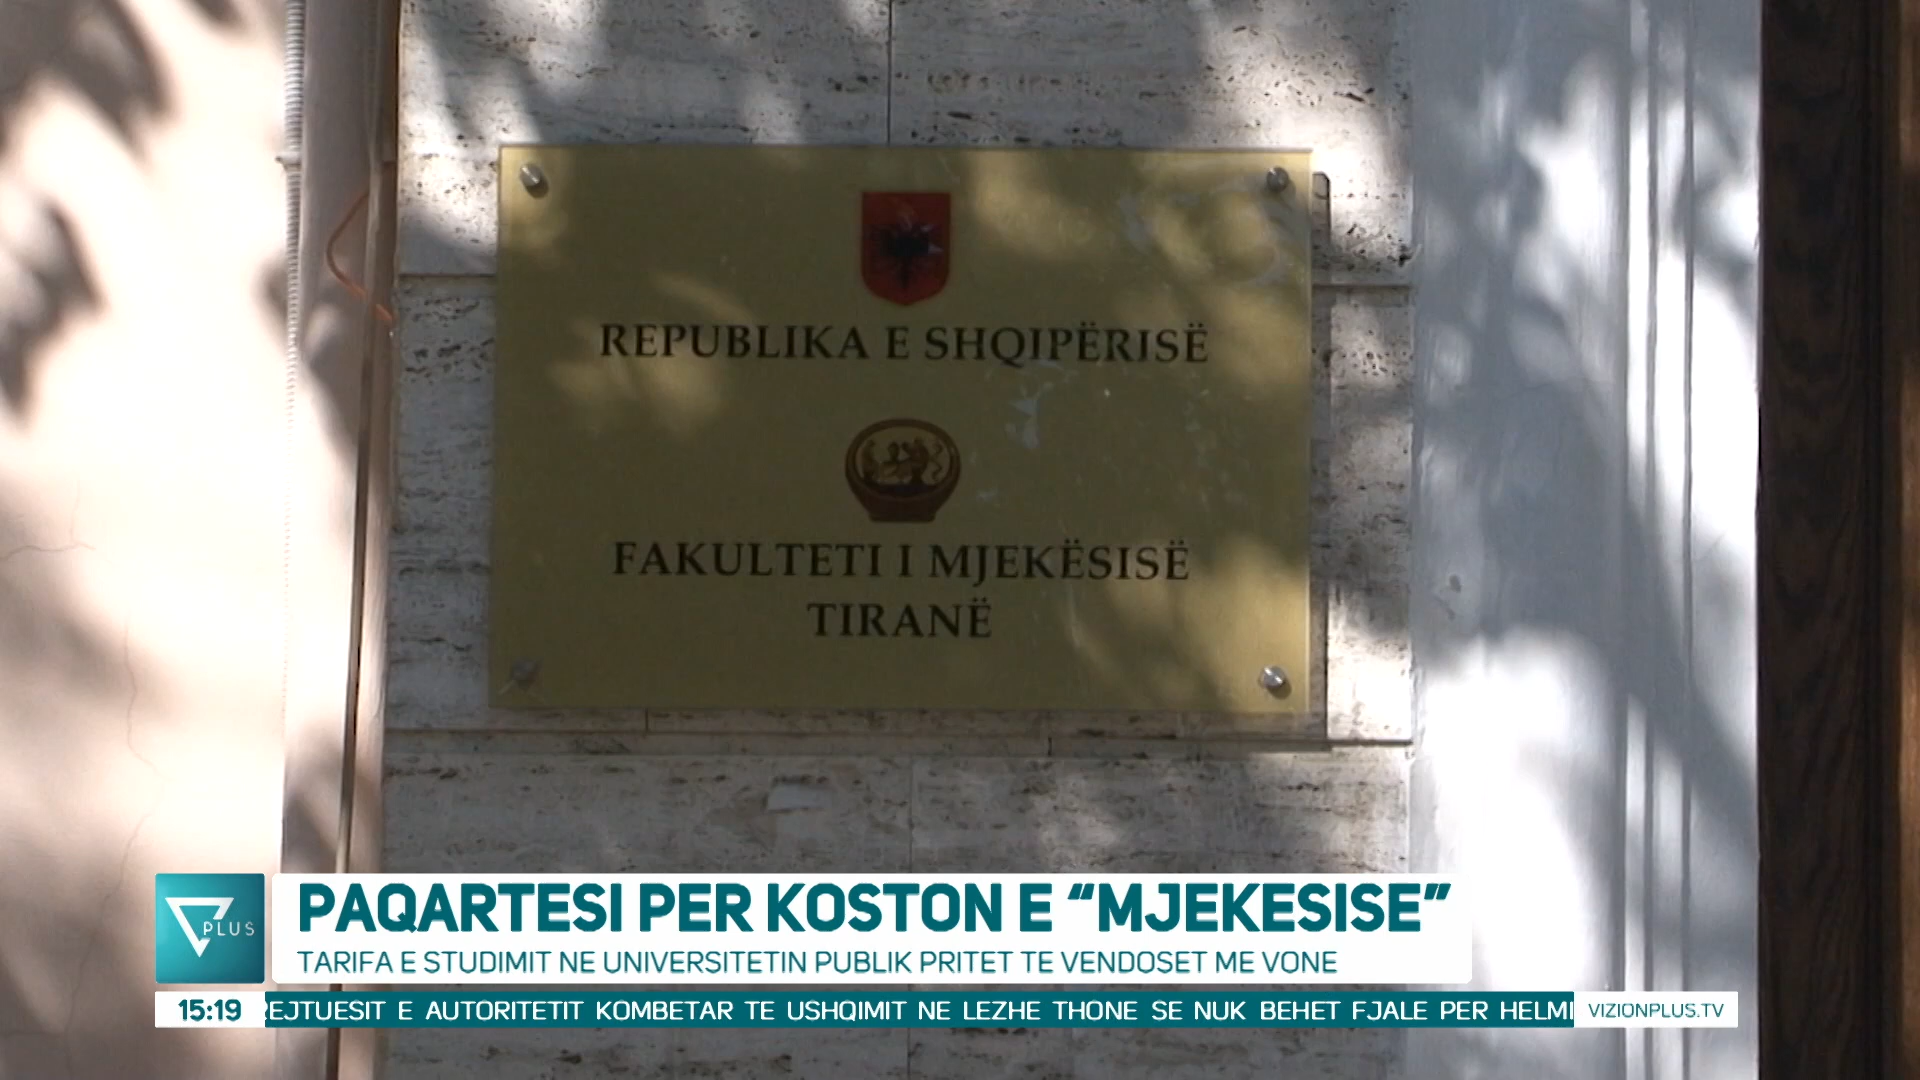 REPUBLIKA E SHQIPËRISË
FAKULTETI I MJEKËSISË
TIRANË
PLUS
PAQARTESI PER KOSTON E “MJEKESISE”
TARIFA E STUDIMIT NE UNIVERSITETIN PUBLIK PRITET TE VENDOSET ME VONE
15:19
REJTUESIT E AUTORITETIT KOMBETAR TE USHQIMIT NE LEZHE THONE SE NUK BEHET FJALE PER HELMI
VIZIONPLUS.TV